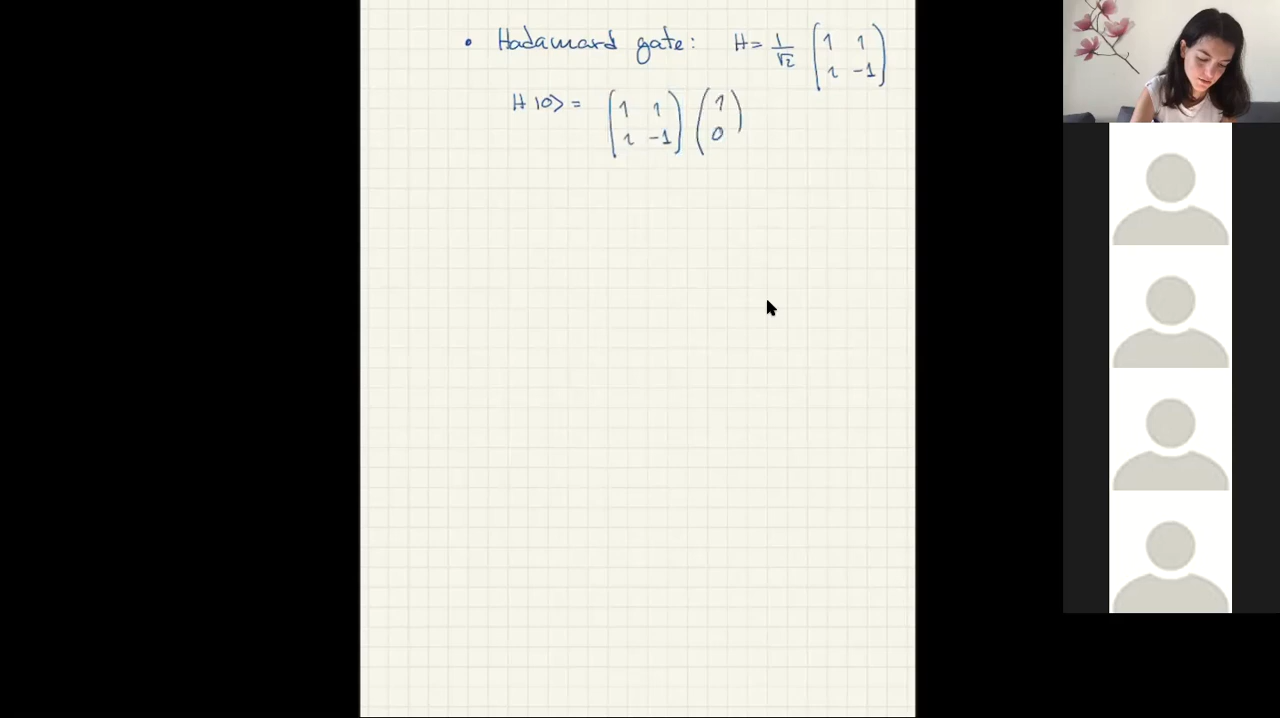 • Hadamard gate: H = 1/√2 (1 1; 1 -1)
H |0> = (1 1; 1 -1) (1; 0)